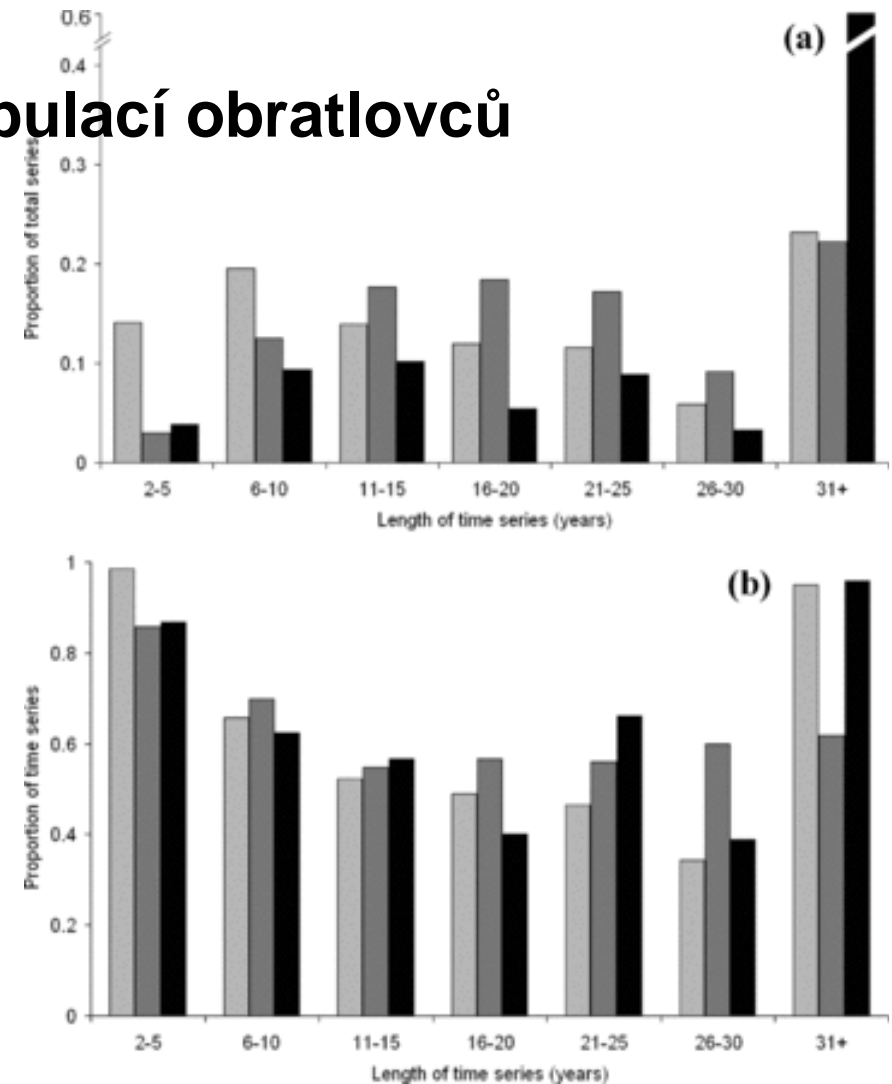 0.6
(a)
0.4
pulací obratlovců
0.3
0.2
0.1
0
Proportion of total series
2-5 6-10 11-15 16-20 21-25 26-30 31+
Length of time series (years)
1
(b)
0.8
0.6
0.4
0.2
0
Proportion of time series
2-5 6-10 11-15 16-20 21-25 26-30 31+
Length of time series (years)